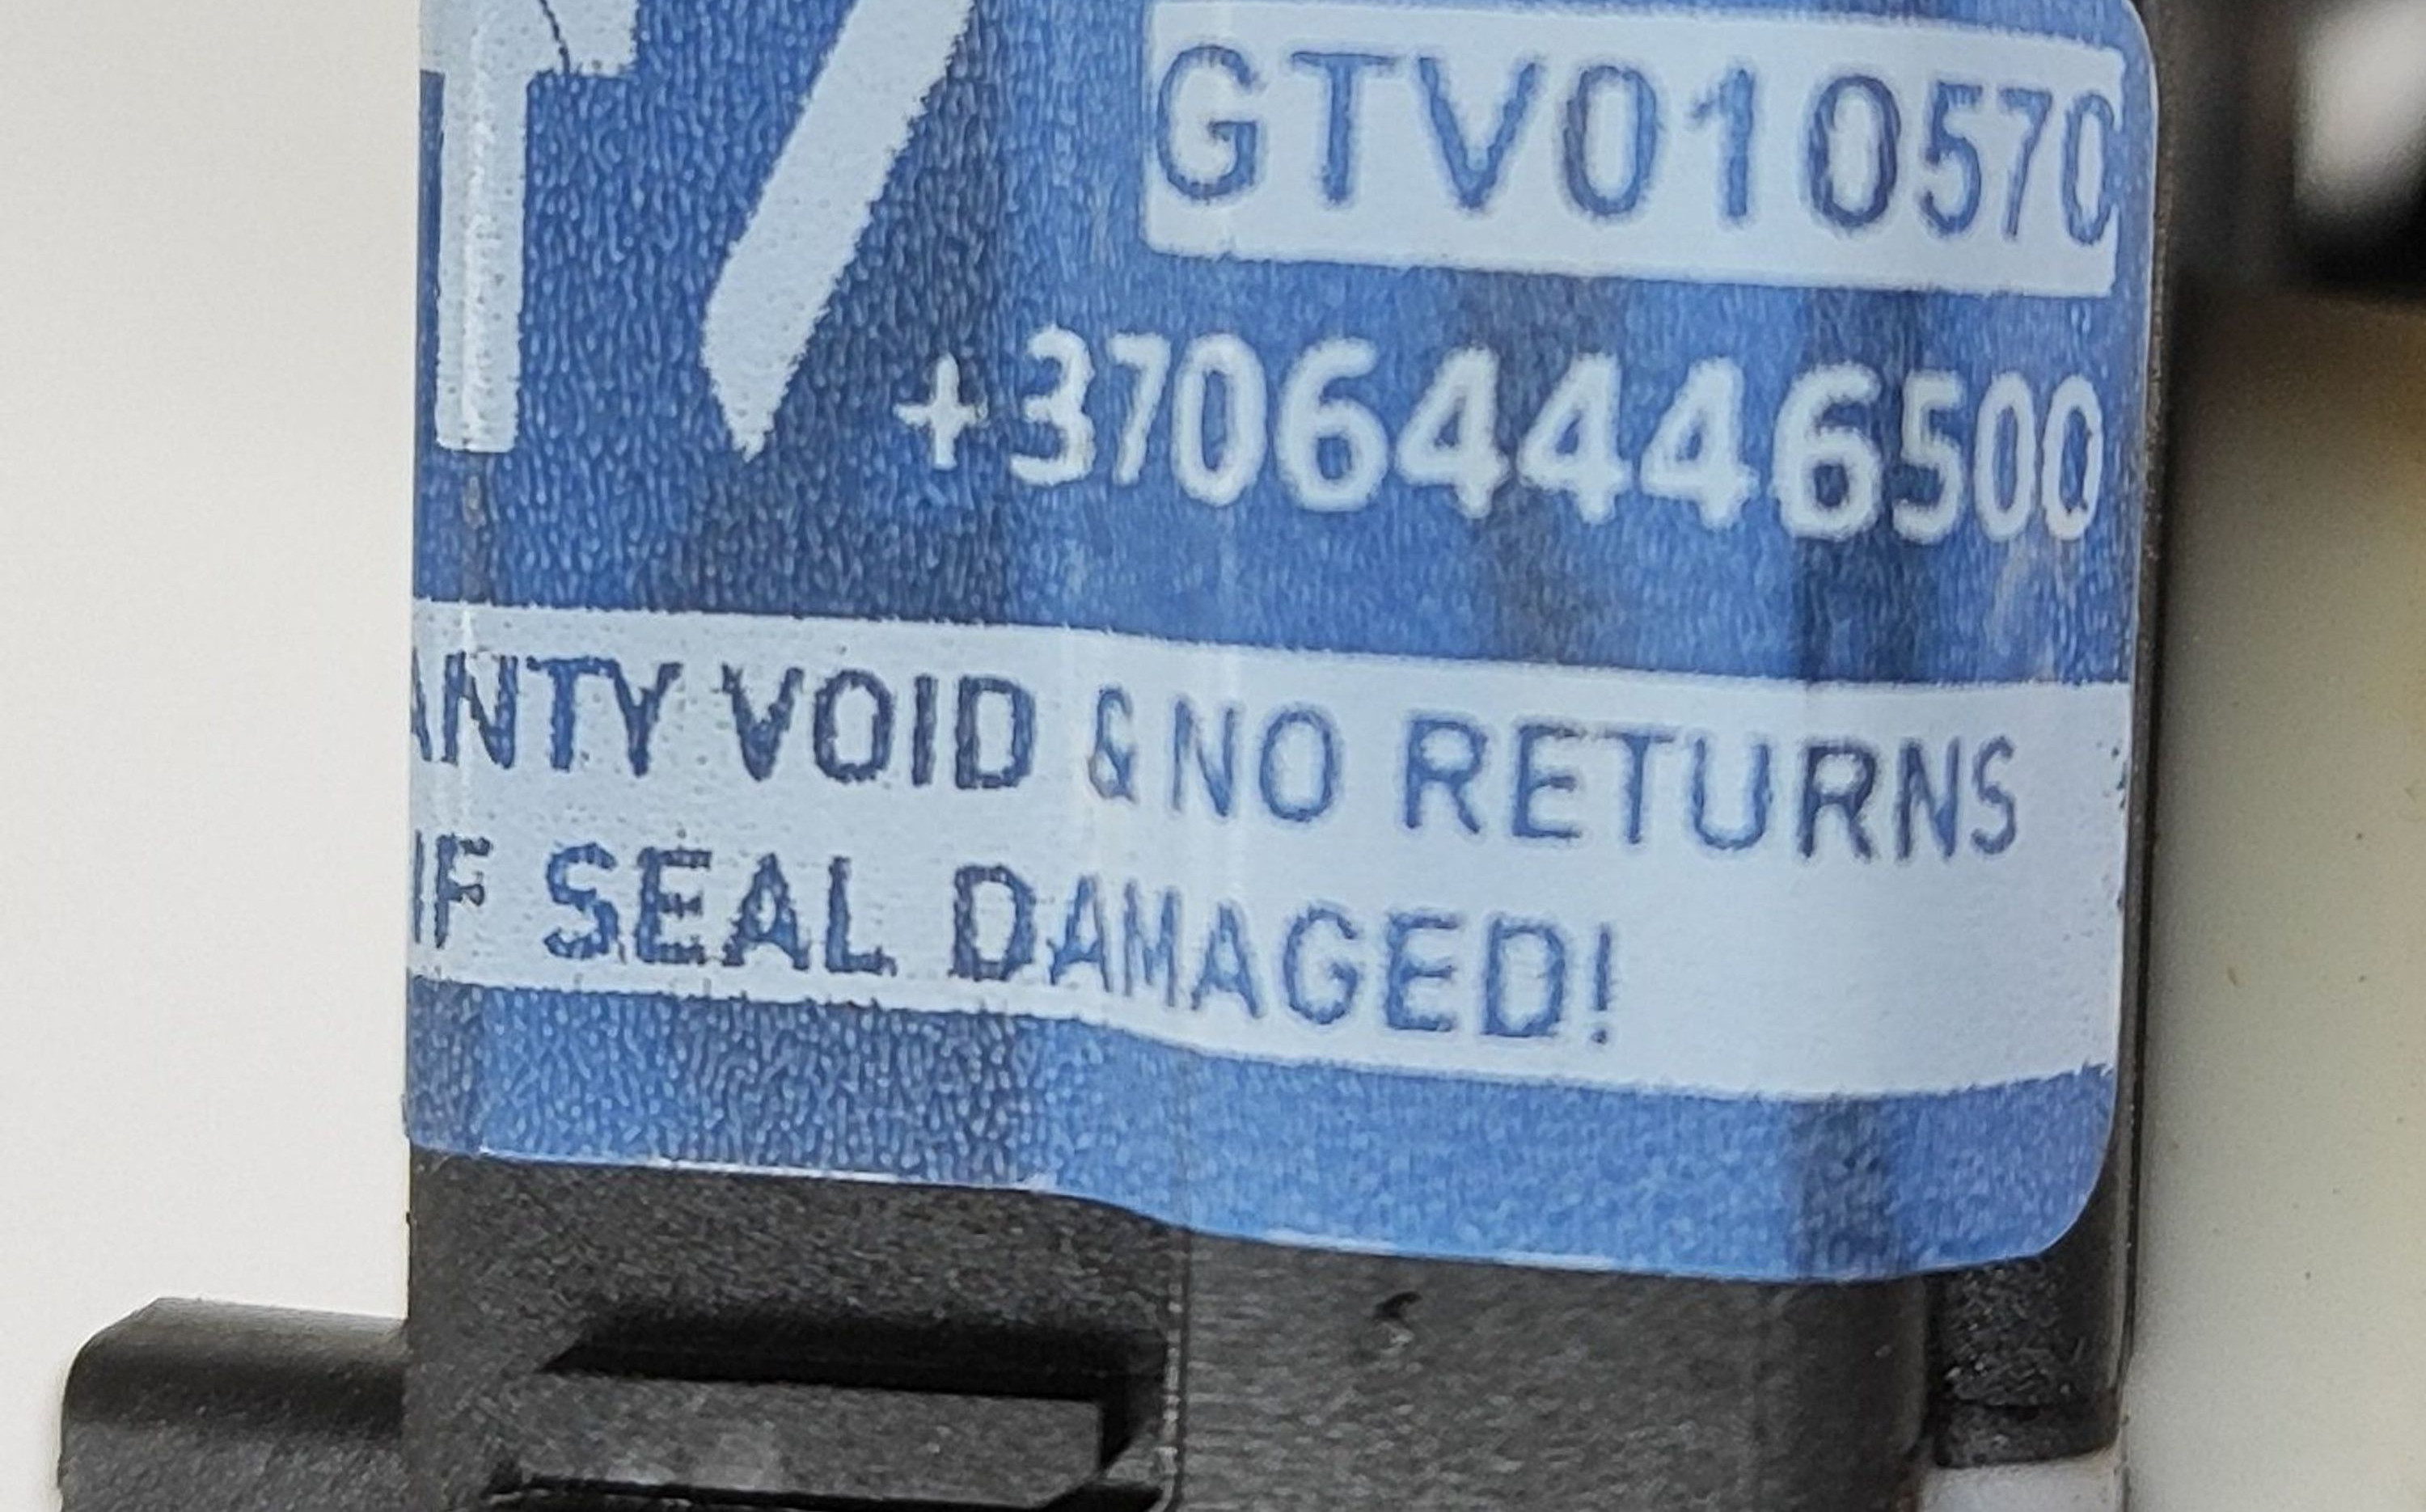 GTV010570
+37064446500
ANTY VOID & NO RETURNS
IF SEAL DAMAGED!